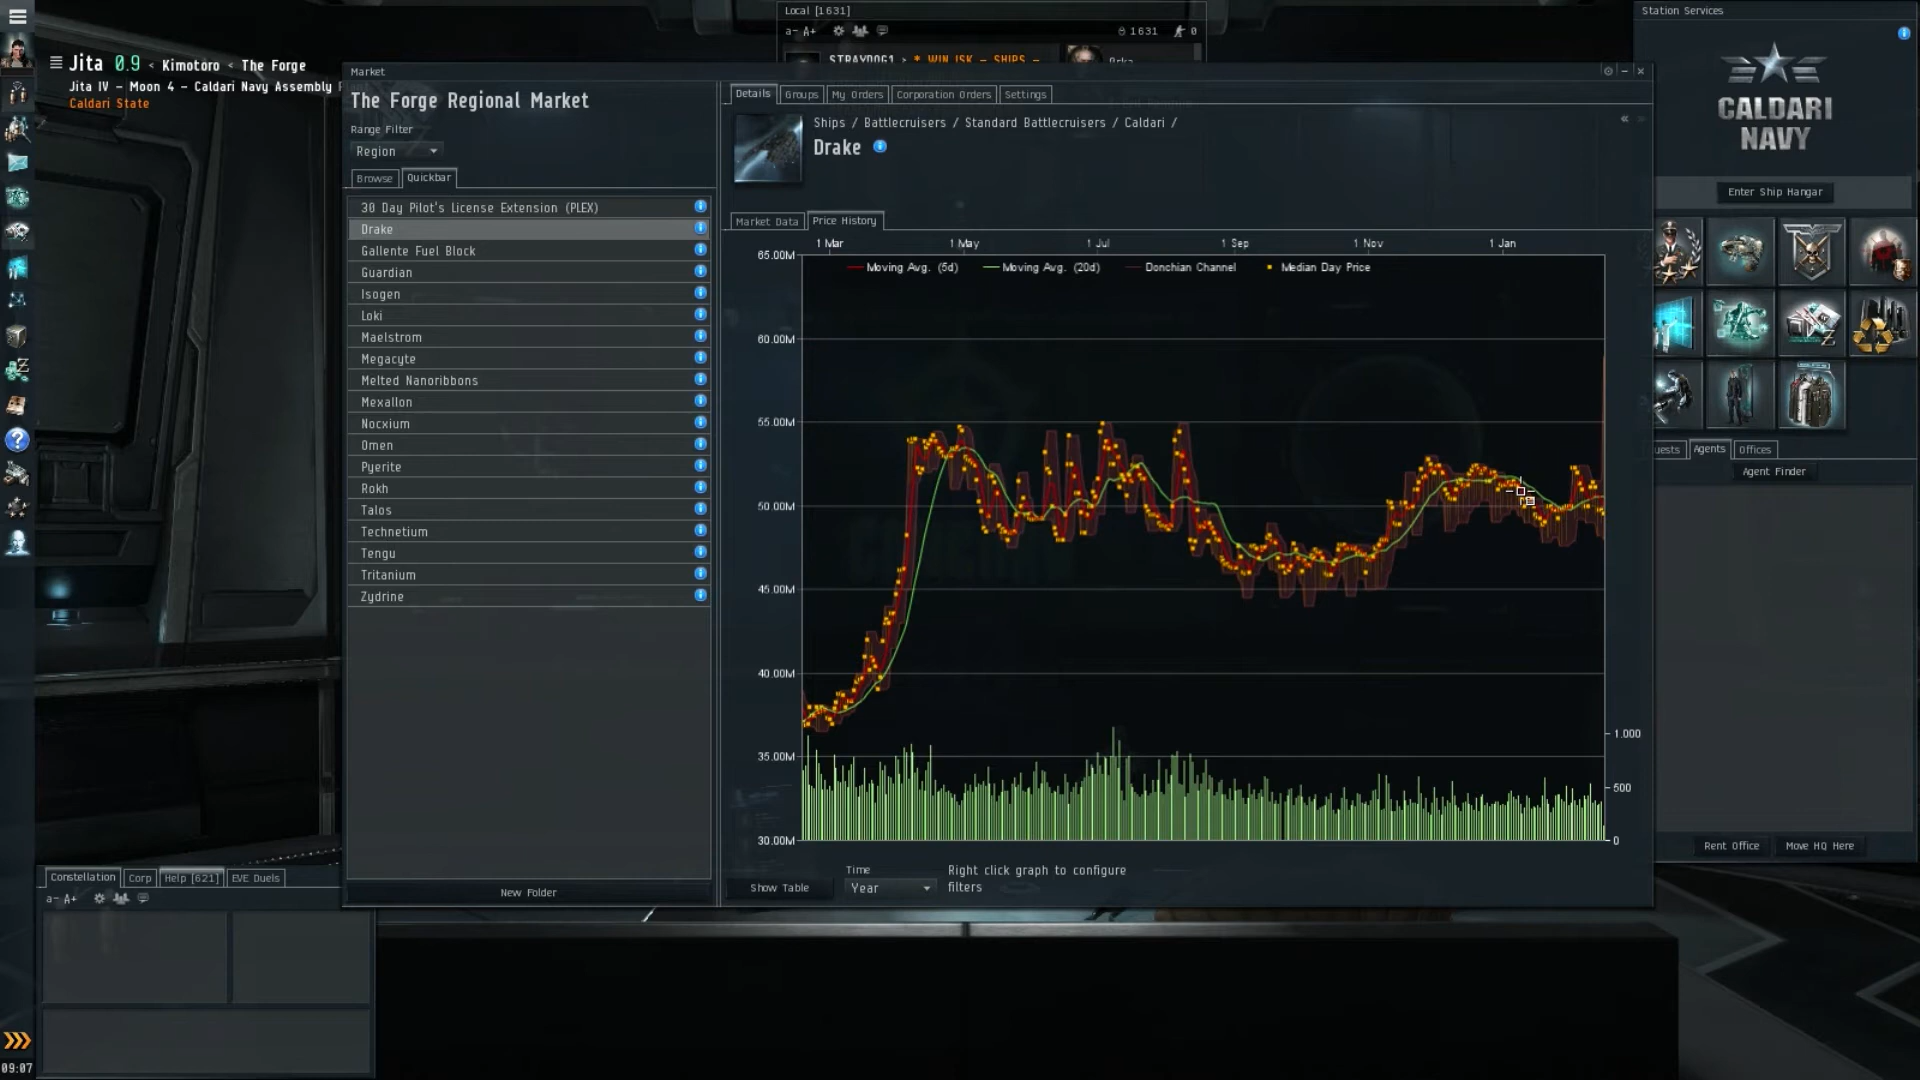 Local [1631]
Station Services
a- A+
1631
0
Jita 0.9 < Kimotoro < The Forge
STRAYDOG1 > * WIN ISK - SHIPS -
Orka
Jita IV - Moon 4 - Caldari Navy Assembly
Caldari State
CALDARI
NAVY
Enter Ship Hangar
Market
The Forge Regional Market
Range Filter
Region
Browse
Quickbar
30 Day Pilot's License Extension (PLEX)
Drake
Gallente Fuel Block
Guardian
Isogen
Loki
Maelstrom
Megacyte
Melted Nanoribbons
Mexallon
Nocxium
Omen
Pyerite
Rokh
Talos
Technetium
Tengu
Tritanium
Zydrine
New Folder
Details
Groups
My Orders
Corporation Orders
Settings
Ships / Battlecruisers / Standard Battlecruisers / Caldari /
Drake
Market Data
Price History
1 Mar
1 May
1 Jul
1 Sep
1 Nov
1 Jan
Moving Avg. (5d)
Moving Avg. (20d)
Donchian Channel
Median Day Price
65.00M
60.00M
55.00M
50.00M
45.00M
40.00M
35.00M
30.00M
1.000
500
0
Show Table
Time
Year
Right click graph to configure
filters
uests
Agents
Offices
Agent Finder
Rent Office
Move HQ Here
Constellation
Corp
Help [621]
EVE Duels
a- A+
09:07